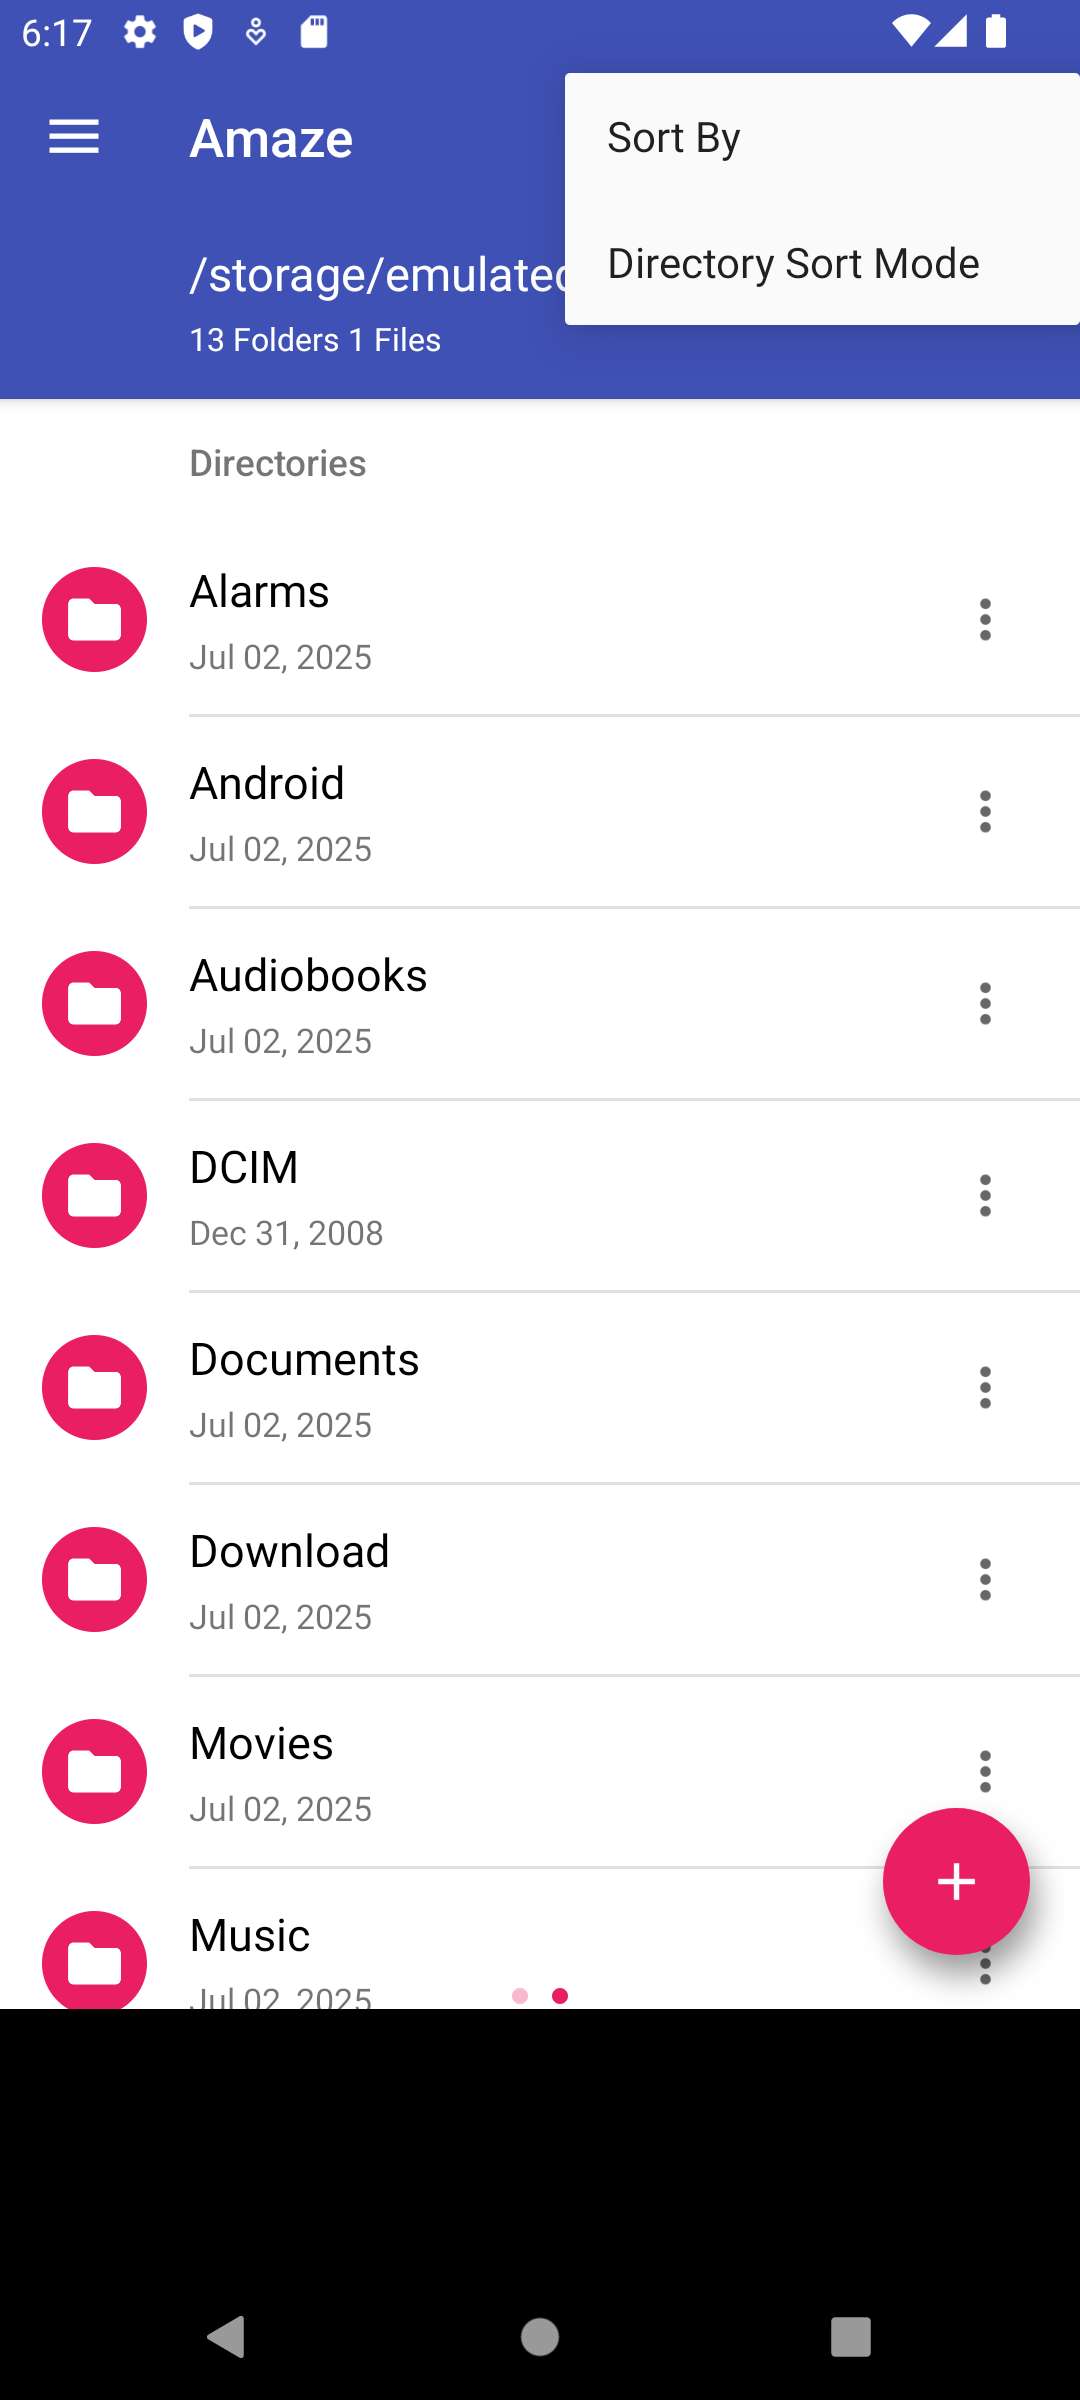 6:17
Amaze
Sort By
Directory Sort Mode
/storage/emulated
13 Folders 1 Files
Directories
Alarms
Jul 02, 2025
Android
Jul 02, 2025
Audiobooks
Jul 02, 2025
DCIM
Dec 31, 2008
Documents
Jul 02, 2025
Download
Jul 02, 2025
Movies
Jul 02, 2025
Music
Jul 02, 2025